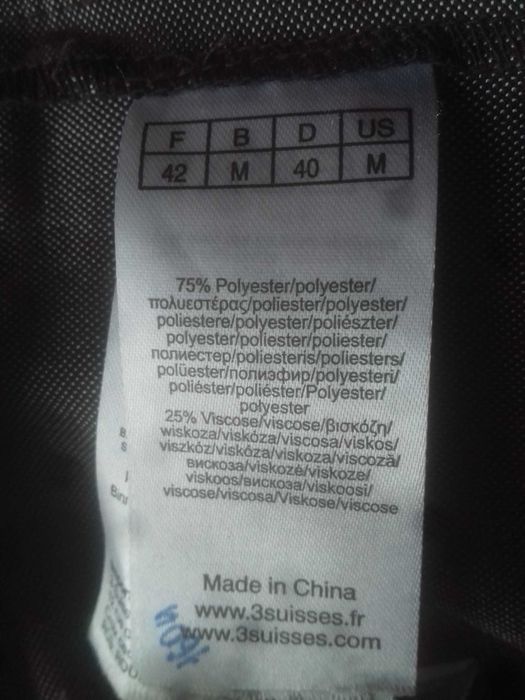 F B D US
42 M 40 M
75% Polyester/polyester/
πολυεστέρας/poliester/polyester/
poliestere/polyester/poliészter/
polyester/poliester/poliester/
полиестер/poliesteris/poliesters/
polüester/полиэфир/polyesteri/
poliéster/poliéster/Polyester/
polyester
25% Viscose/viscose/βισκόζη/
wiskoza/viskóza/viscosa/viskos/
viszkóz/viskóza/viskoza/viscoză/
вискоза/viskozė/viskoze/
viskoos/вискоза/viskoosi/
viscose/viscosa/Viskose/viscose
Made in China
www.3suisses.fr
www.3suisses.com